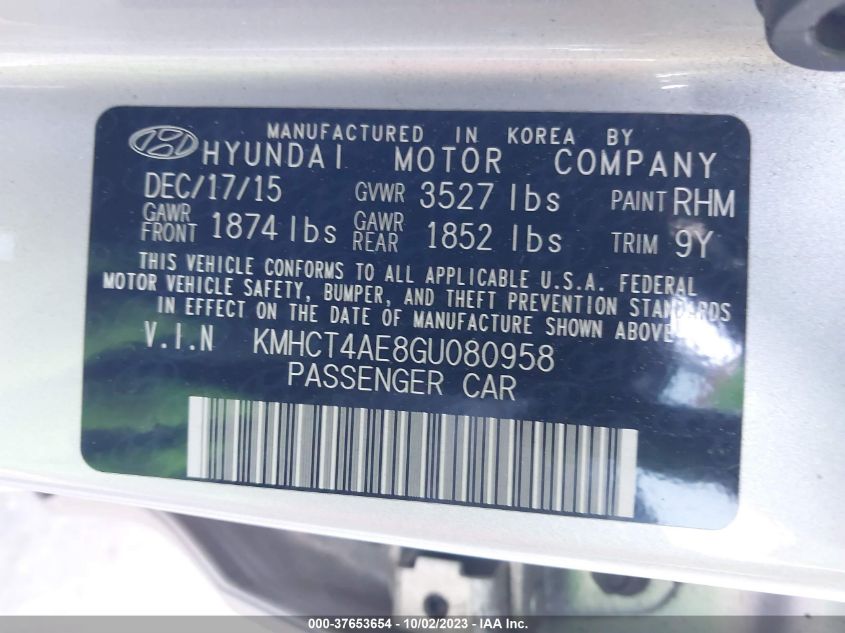 MANUFACTURED IN KOREA BY
HYUNDAI MOTOR COMPANY
DEC/17/15 GVWR 3527 lbs PAINT RHM
GAWR FRONT 1874 lbs GAWR REAR 1852 lbs TRIM 9Y
THIS VEHICLE CONFORMS TO ALL APPLICABLE U.S.A. FEDERAL
MOTOR VEHICLE SAFETY, BUMPER, AND THEFT PREVENTION STANDARDS
IN EFFECT ON THE DATE OF MANUFACTURE SHOWN ABOVE
V.I.N KMHCT4AE8GU080958
PASSENGER CAR
000-37653654 - 10/02/2023 - IAA Inc.